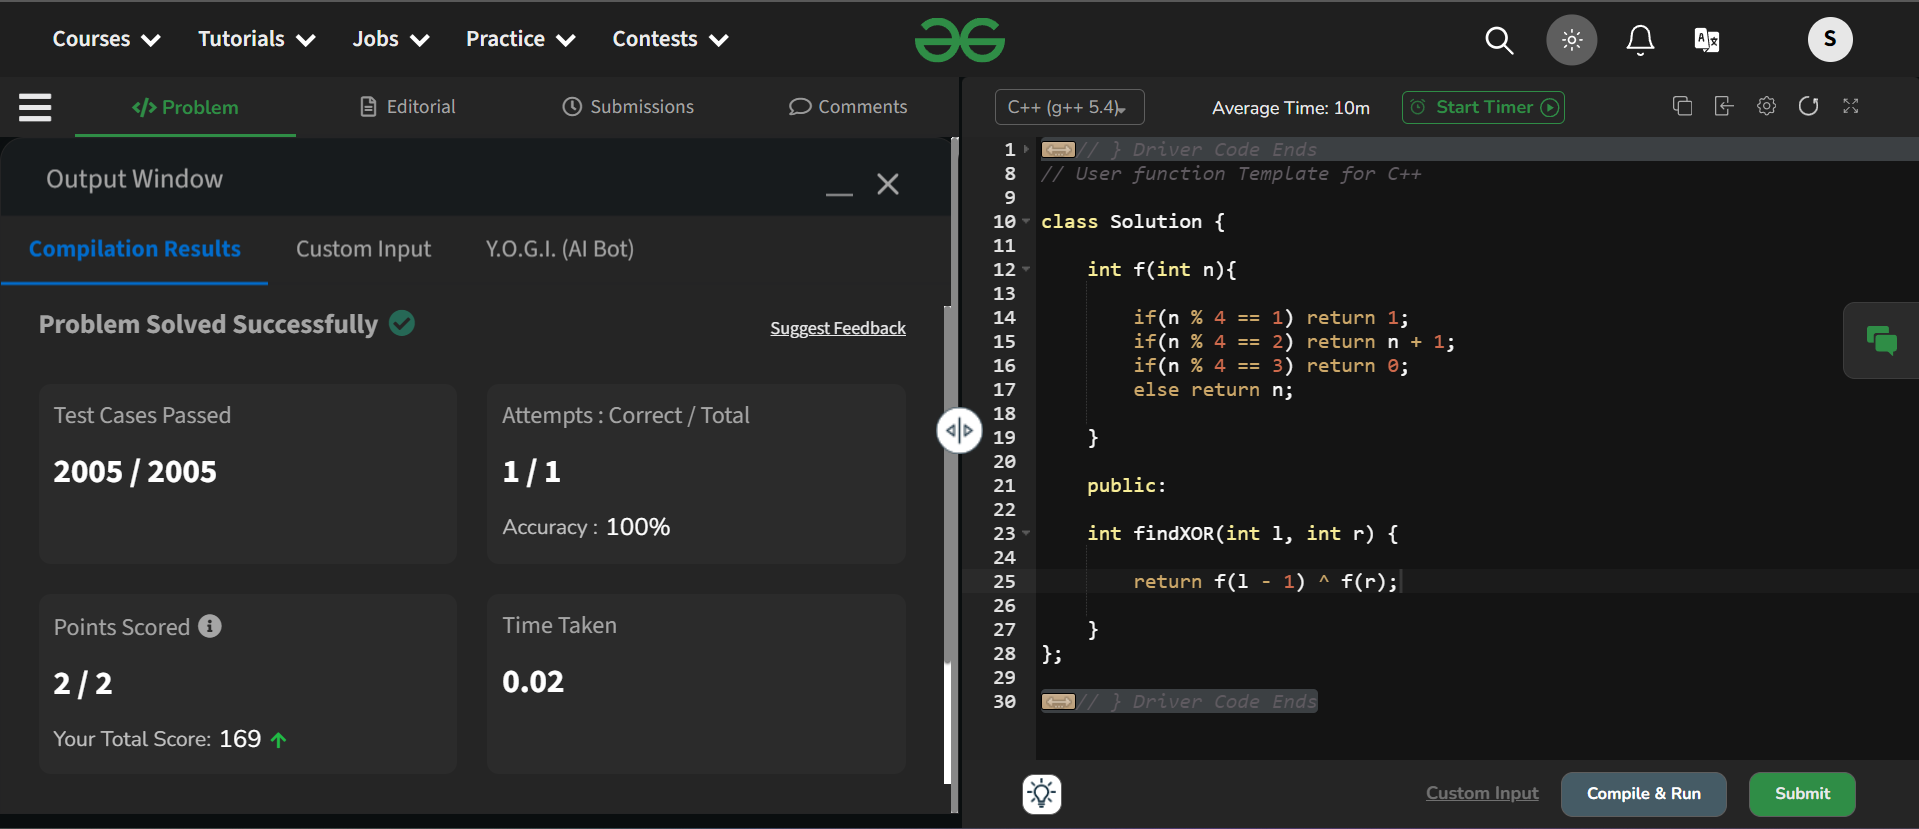 Courses Tutorials Jobs Practice Contests
S
Problem Editorial Submissions Comments
Output Window
Compilation Results Custom Input Y.O.G.I. (AI Bot)
Problem Solved Successfully
Suggest Feedback
Test Cases Passed
2005 / 2005
Attempts : Correct / Total
1 / 1
Accuracy : 100%
Points Scored
2 / 2
Your Total Score: 169
Time Taken
0.02
C++ (g++ 5.4) Average Time: 10m Start Timer
1 // } Driver Code Ends
8 // User function Template for C++
9
10 class Solution {
11
12 int f(int n){
13
14 if(n % 4 == 1) return 1;
15 if(n % 4 == 2) return n + 1;
16 if(n % 4 == 3) return 0;
17 else return n;
18
19 }
20
21 public:
22
23 int findXOR(int l, int r) {
24
25 return f(l - 1) ^ f(r);
26
27 }
28 };
29
30 // } Driver Code Ends
Custom Input Compile & Run Submit